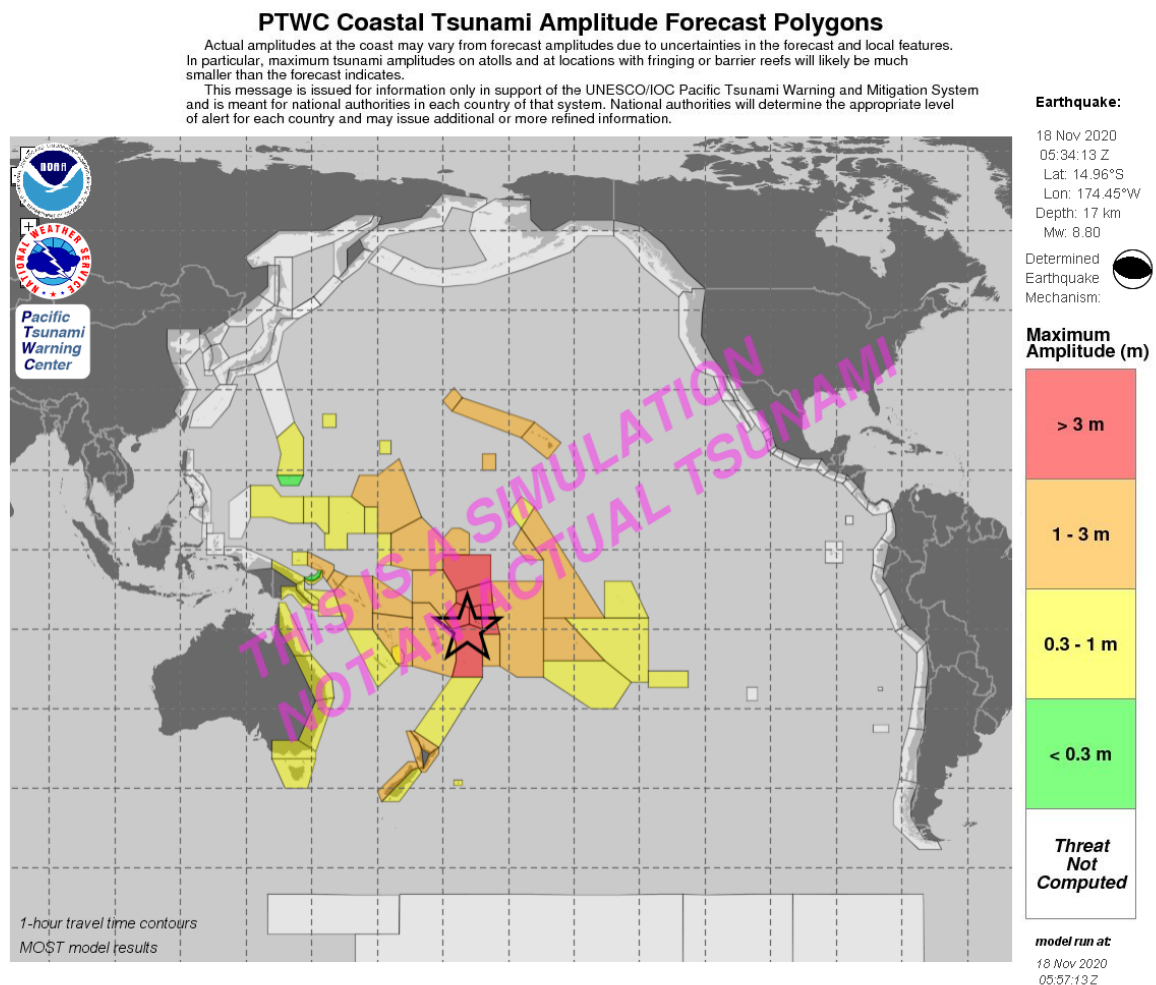 PTWC Coastal Tsunami Amplitude Forecast Polygons
Actual amplitudes at the coast may vary from forecast amplitudes due to uncertainties in the forecast and local features.
In particular, maximum tsunami amplitudes on atolls and at locations with fringing or barrier reefs will likely be much
smaller than the forecast indicates.
This message is issued for information only in support of the UNESCO/IOC Pacific Tsunami Warning and Mitigation System
and is meant for national authorities in each country of that system. National authorities will determine the appropriate level
of alert for each country and may issue additional or more refined information.
Earthquake:
18 Nov 2020
05:34:13 Z
Lat: 14.96°S
Lon: 174.45°W
Depth: 17 km
Mw: 8.80
Determined
Earthquake
Mechanism:
Maximum
Amplitude (m)
> 3 m
1 - 3 m
0.3 - 1 m
< 0.3 m
Threat
Not
Computed
model run at:
18 Nov 2020
05:57:13 Z
NOAA
NATIONAL WEATHER SERVICE
Pacific
Tsunami
Warning
Center
THIS IS A SIMULATION
NOT AN ACTUAL TSUNAMI
1-hour travel time contours
MOST model results